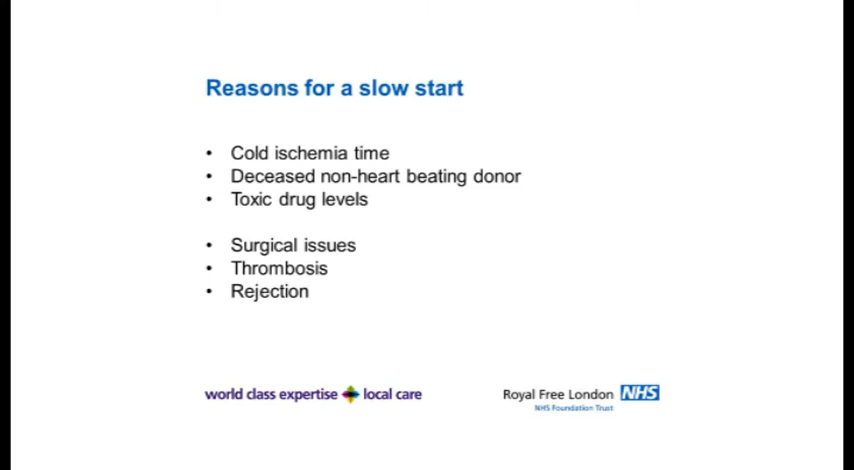 Reasons for a slow start
• Cold ischemia time
• Deceased non-heart beating donor
• Toxic drug levels
• Surgical issues
• Thrombosis
• Rejection
world class expertise local care
Royal Free London NHS
NHS Foundation Trust